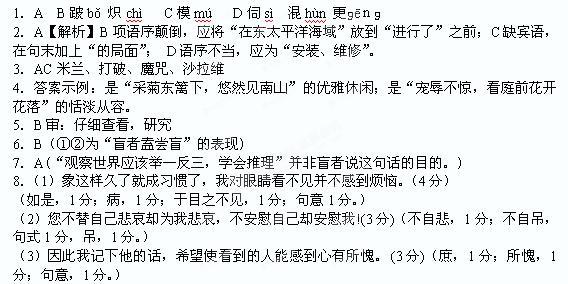 1. A  B 跛bǒ 炽 chì  C 模 mú  D 伺 sì  混 hùn 更gēng
2. A【解析】B 项语序颠倒，应将“在东太平洋海域”放到“进行了”之前；C 缺宾语，
在句末加上“的局面”； D 语序不当，应为“安装、维修”。
3. AC 米兰、打破、魔咒、沙拉维
4. 答案示例：是“采菊东篱下，悠然见南山”的优雅休闲；是“宠辱不惊，看庭前花开
花落”的恬淡从容。
5. B 审：仔细查看，研究
6. B（①②为“盲者盍尝盲”的表现）
7. A（“观察世界应该举一反三，学会推理”并非盲者说这句话的目的。）
8.（1）象这样久了就成习惯了，我对眼睛看不见并不感到烦恼。（4 分）
（如是，1 分；病，1 分；于目之不见，1 分；句意 1 分。）
（2）您不替自己悲哀却为我悲哀，不安慰自己却安慰我!(3 分)（不自悲，1 分；不自吊，
句式 1 分，吊，1 分。）
（3）因此我记下他的话，希望使看到的人能感到心有所愧。(3 分)（庶，1 分；所愧，1
分；句意，1 分。）